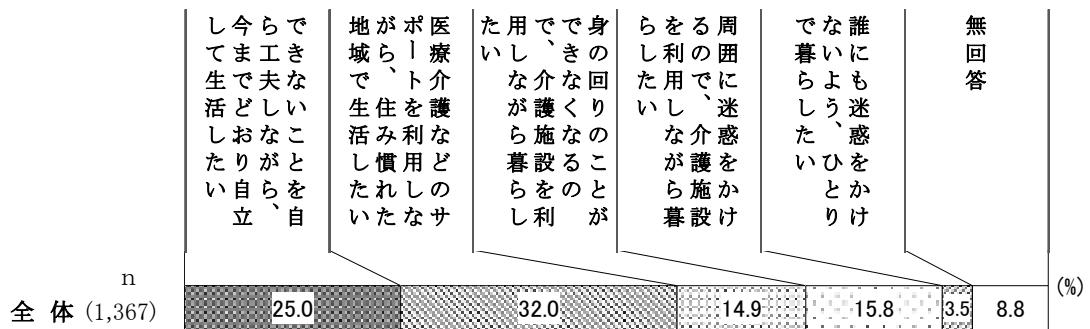 できないことを自
ら工夫しながら、
今までどおり自立
して生活したい
医療介護などのサ
ポートを利用しな
がら、住み慣れた
地域で生活したい
身の回りのことが
できなくなるの
で、介護施設を利
用しながら暮らし
たい
周囲に迷惑をかけ
るので、介護施設
を利用しながら暮
らしたい
誰にも迷惑をかけ
ないよう、ひとり
で暮らしたい
無回答
n
(%)
全 体 (1,367) 25.0 32.0 14.9 15.8 3.5 8.8